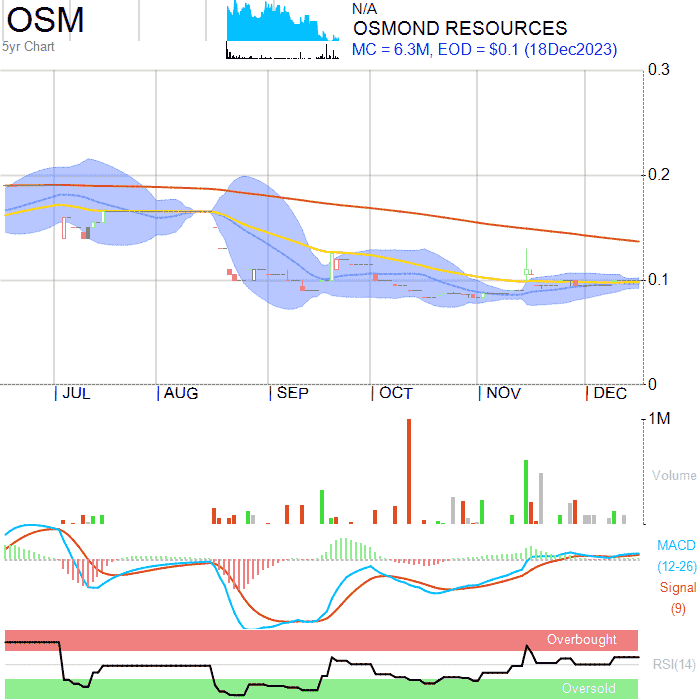 OSM
5yr Chart
N/A
OSMOND RESOURCES
MC = 6.3M, EOD = $0.1 (18Dec2023)
0.3
0.2
0.1
0
JUL AUG SEP OCT NOV DEC
1M
Volume
MACD
(12-26)
Signal
(9)
Overbought
RSI(14)
Oversold